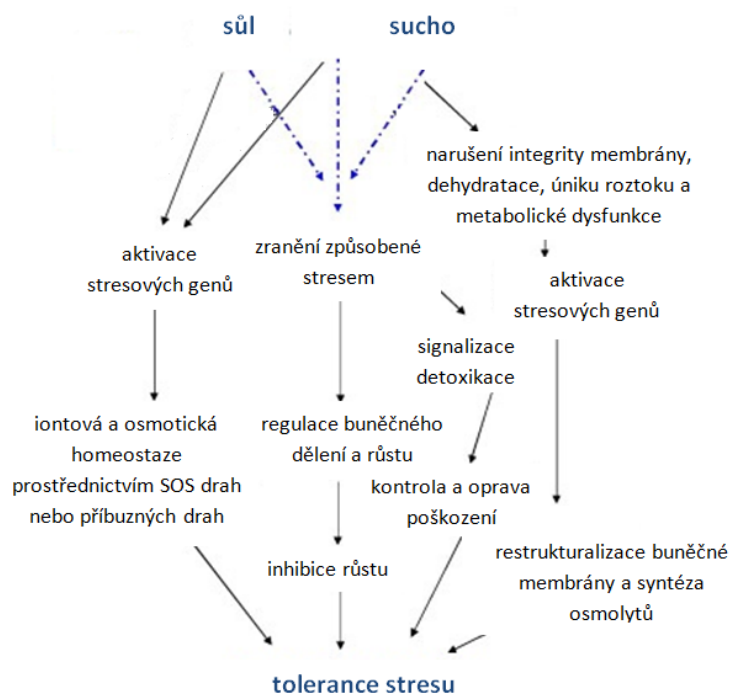 sůl
sucho
narušení integrity membrány,
dehydratace, úniku roztoku a
metabolické dysfunkce
aktivace
stresových genů
zranění způsobené
stresem
aktivace
stresových genů
signalizace
detoxikace
iontová a osmotická
homeostaze
prostřednictvím SOS drah
nebo příbuzných drah
regulace buněčného
dělení a růstu
kontrola a oprava
poškození
inhibice růstu
restrukturalizace buněčné
membrány a syntéza
osmolytů
tolerance stresu